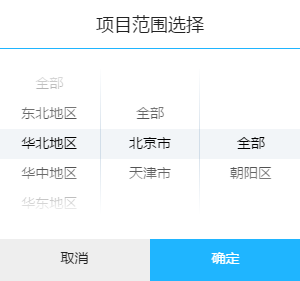 项目范围选择
全部
东北地区 全部
华北地区 北京市 全部
华中地区 天津市 朝阳区
华东地区
取消 确定